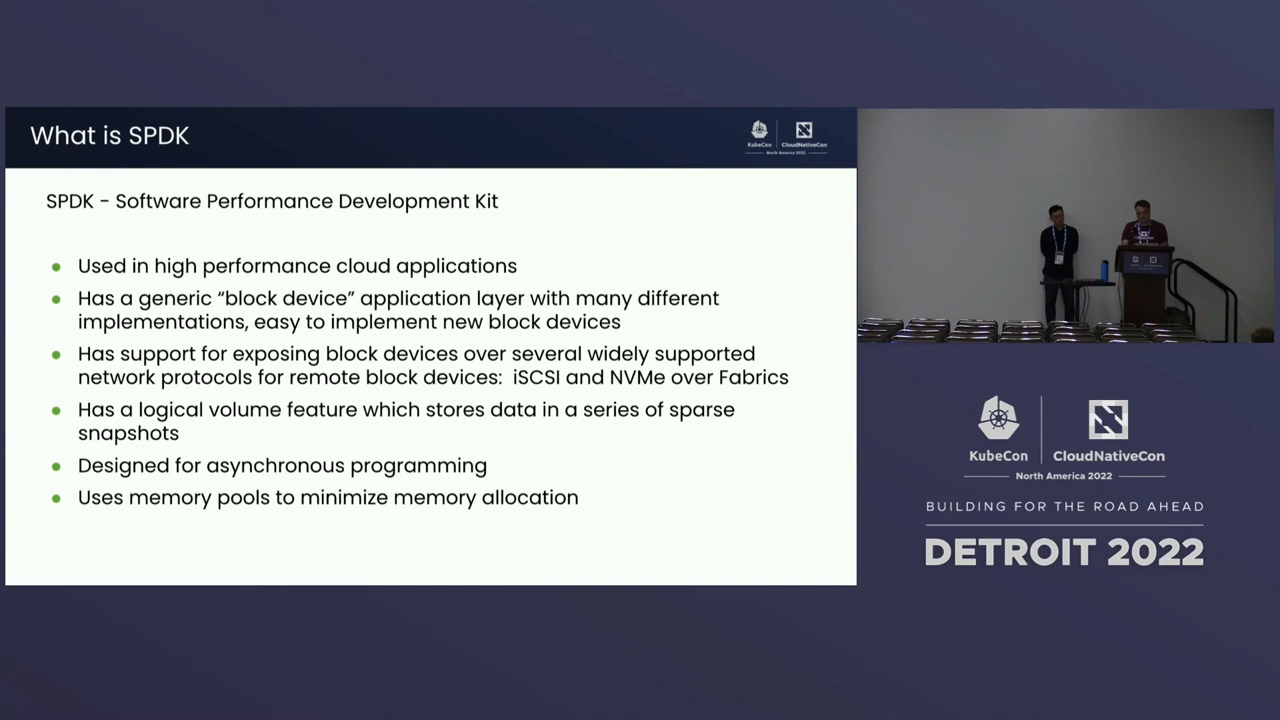 What is SPDK
KubeCon
CloudNativeCon
North America 2022
SPDK - Software Performance Development Kit
Used in high performance cloud applications
Has a generic “block device” application layer with many different
implementations, easy to implement new block devices
Has support for exposing block devices over several widely supported
network protocols for remote block devices:  iSCSI and NVMe over Fabrics
Has a logical volume feature which stores data in a series of sparse
snapshots
Designed for asynchronous programming
Uses memory pools to minimize memory allocation
KubeCon
CloudNativeCon
North America 2022
BUILDING FOR THE ROAD AHEAD
DETROIT 2022